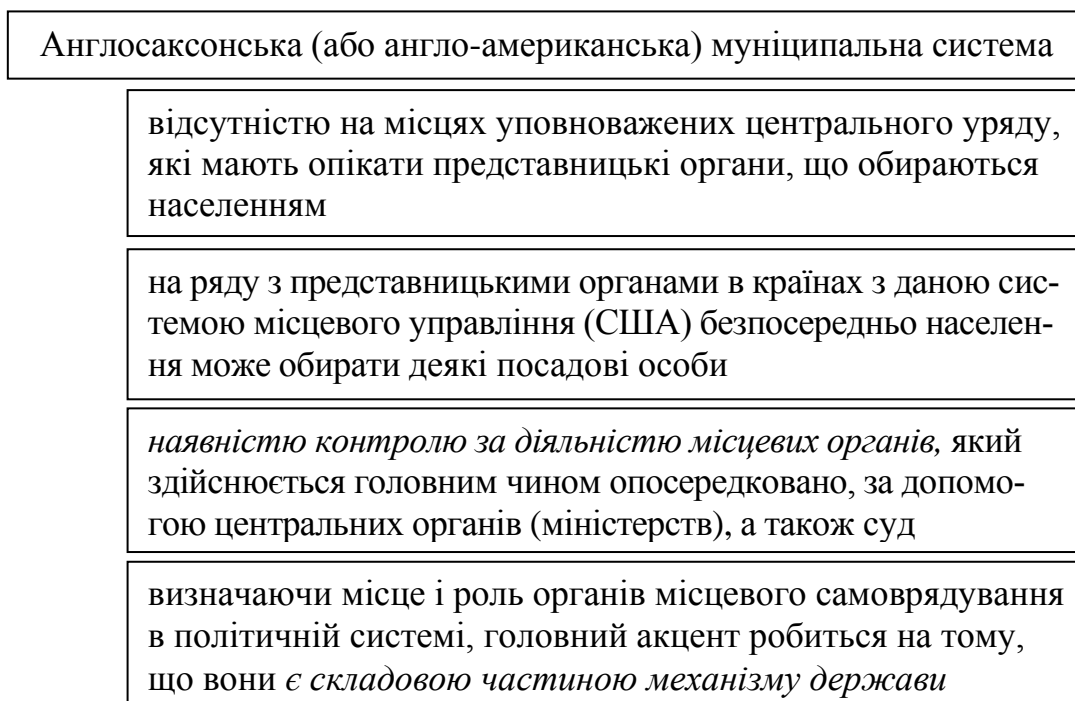 Англосаксонська (або англо-американська) муніципальна система
відсутністю на місцях уповноважених центрального уряду,
які мають опікати представницькі органи, що обираються
населенням
на ряду з представницькими органами в країнах з даною сис-
темою місцевого управління (США) безпосередньо населен-
ня може обирати деякі посадові особи
наявністю контролю за діяльністю місцевих органів, який
здійснюється головним чином опосередковано, за допомо-
гою центральних органів (міністерств), а також суд
визначаючи місце і роль органів місцевого самоврядування
в політичній системі, головний акцент робиться на тому,
що вони є складовою частиною механізму держави